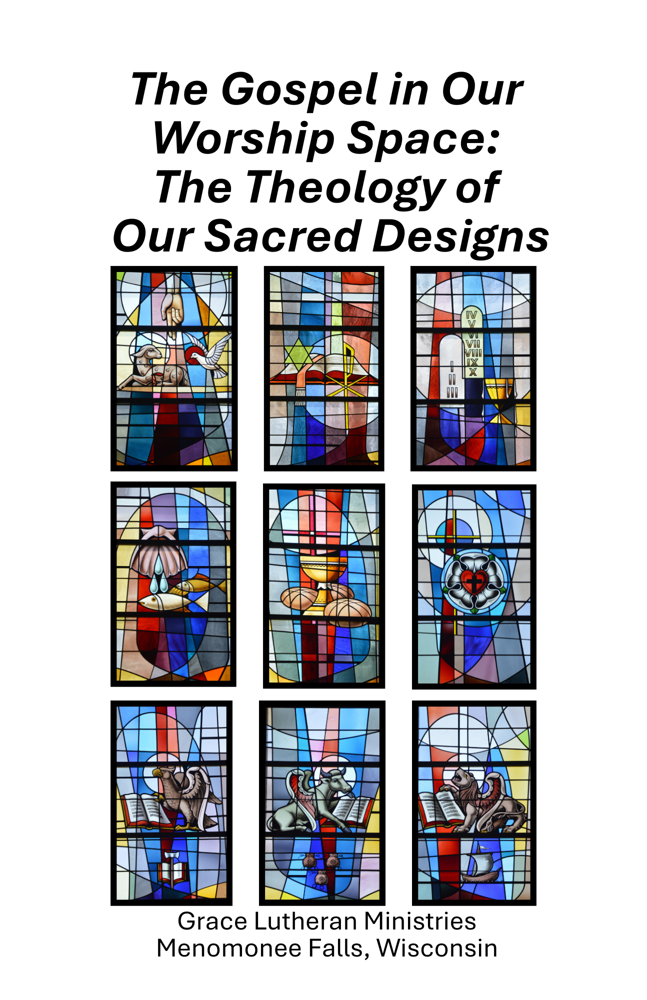 The Gospel in Our
Worship Space:
The Theology of
Our Sacred Designs
IV
V
VI
VII
VIII
IX
X
I
II
III
Grace Lutheran Ministries
Menomonee Falls, Wisconsin